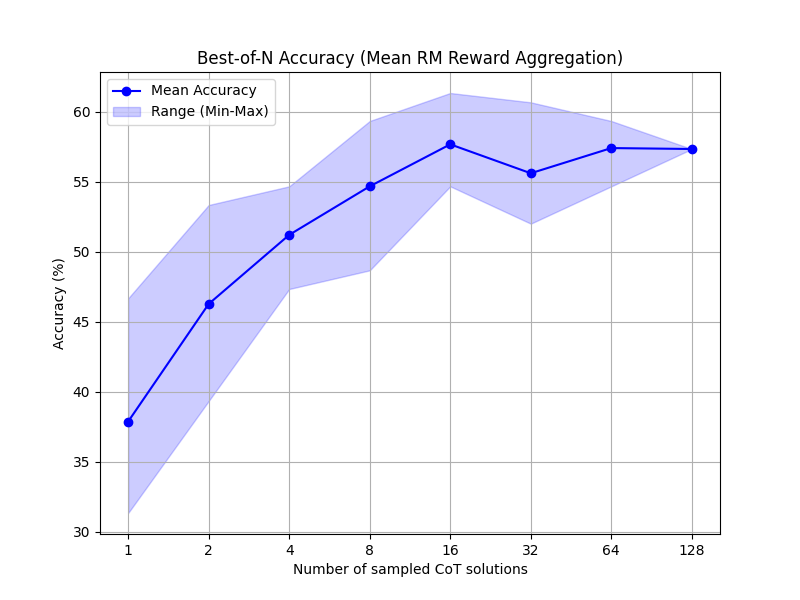 Best-of-N Accuracy (Mean RM Reward Aggregation)
Mean Accuracy
Range (Min-Max)
Accuracy (%)
60
55
50
45
40
35
30
1 2 4 8 16 32 64 128
Number of sampled CoT solutions